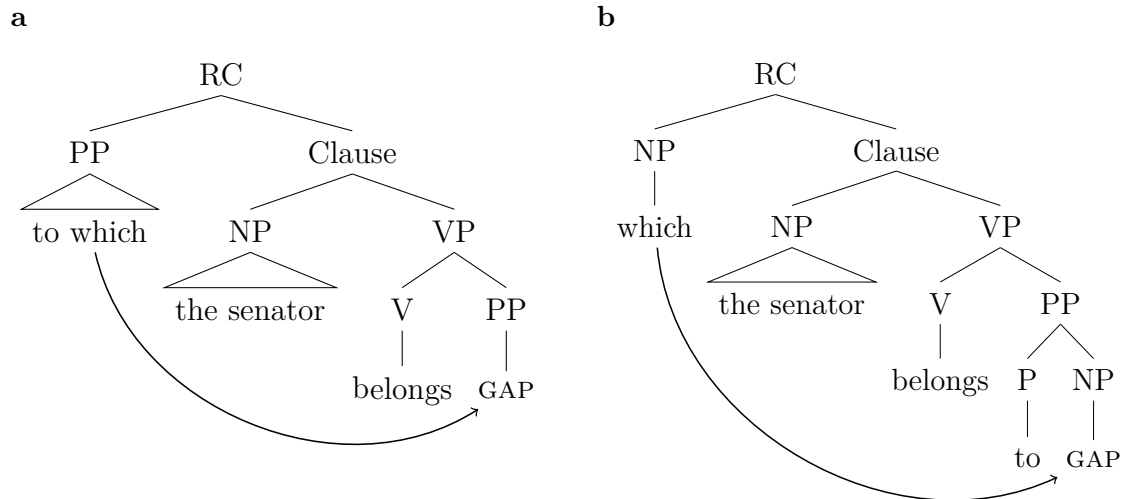 a b
RC RC
PP Clause NP Clause
to which NP VP which NP VP
the senator V PP the senator V PP
belongs GAP belongs P NP
to GAP